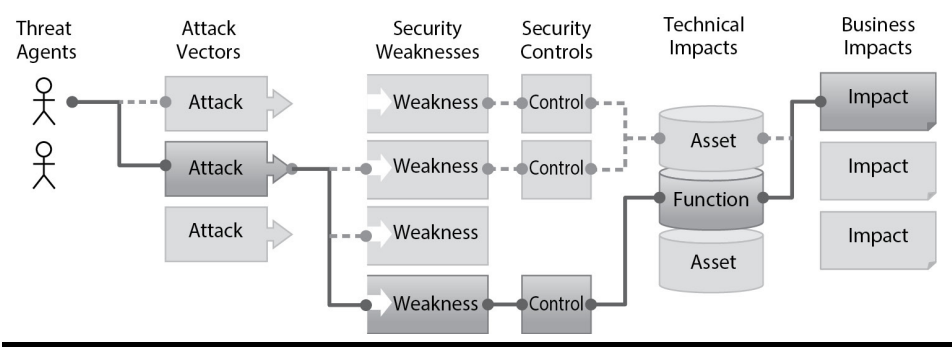 Threat
Agents
Attack
Vectors
Security
Weaknesses
Security
Controls
Technical
Impacts
Business
Impacts
Attack
Attack
Attack
Weakness
Weakness
Weakness
Weakness
Control
Control
Control
Asset
Function
Asset
Impact
Impact
Impact